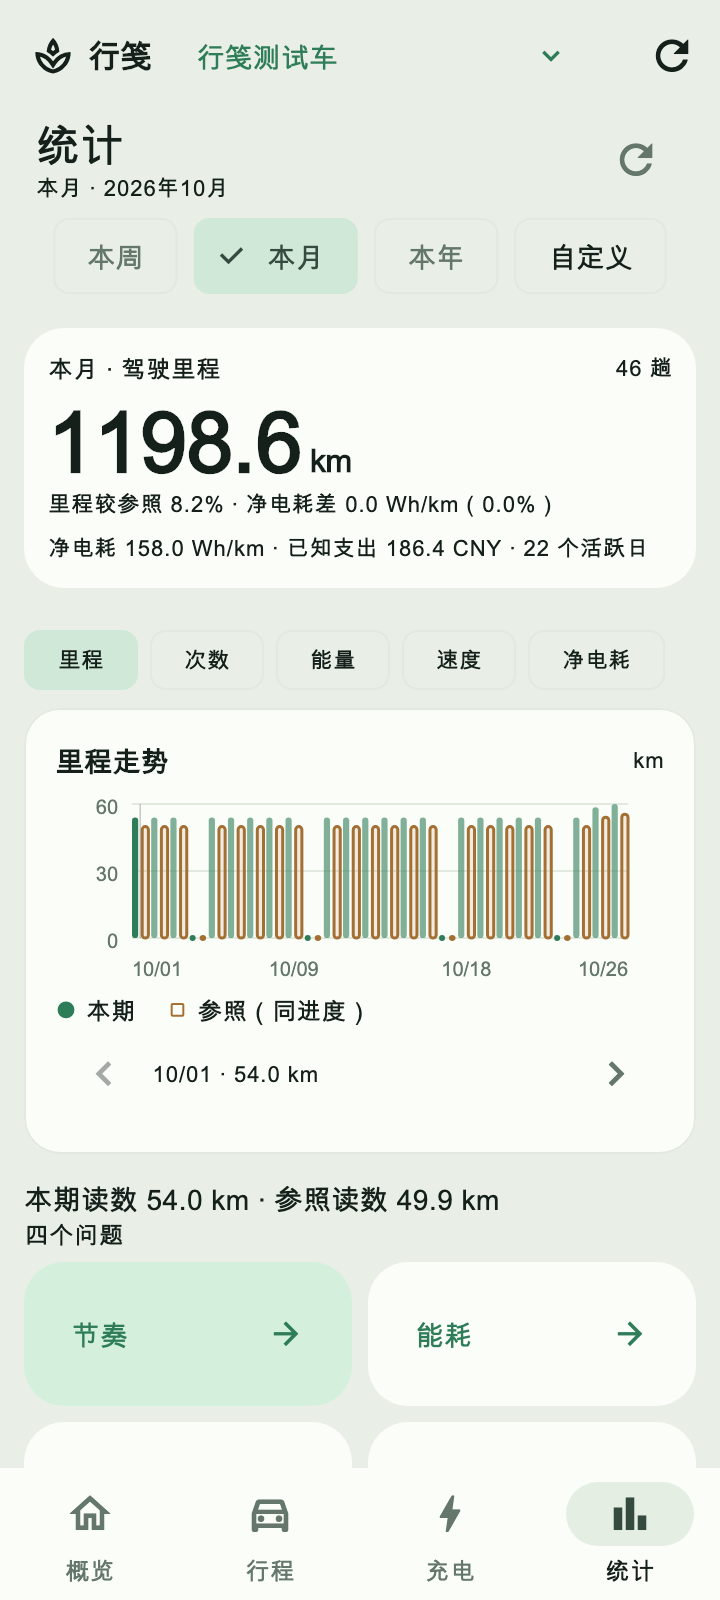 行笺 行笺测试车
统计
本月 · 2026年10月
本周 本月 本年 自定义
本月 · 驾驶里程 46 趟
1198.6 km
里程较参照 8.2% · 净电耗差 0.0 Wh/km ( 0.0% )
净电耗 158.0 Wh/km · 已知支出 186.4 CNY · 22 个活跃日
里程 次数 能量 速度 净电耗
里程走势 km
60
30
0
10/01 10/09 10/18 10/26
本期 参照 ( 同进度 )
10/01 · 54.0 km
本期读数 54.0 km · 参照读数 49.9 km
四个问题
节奏 能耗
概览 行程 充电 统计